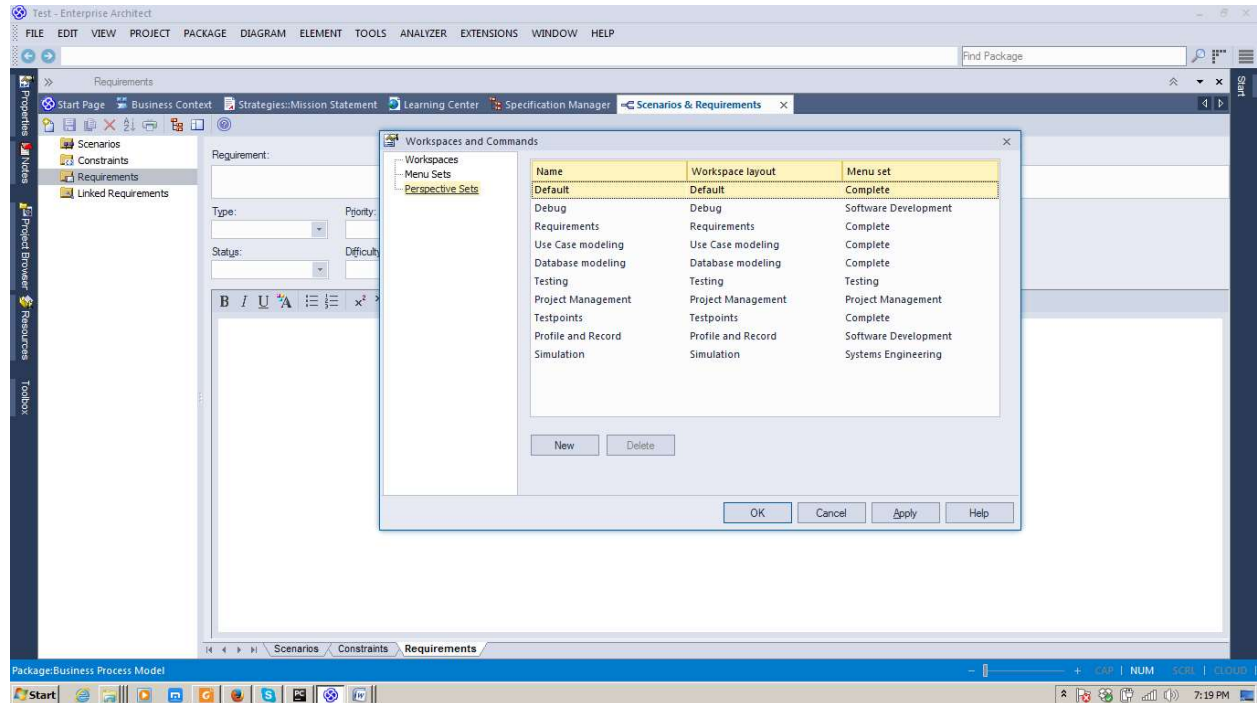 Test - Enterprise Architect
FILE EDIT VIEW PROJECT PACKAGE DIAGRAM ELEMENT TOOLS ANALYZER EXTENSIONS WINDOW HELP
Find Package
Requirements
Start Page Business Context Strategies::Mission Statement Learning Center Specification Manager Scenarios & Requirements
Properties
Notes
Project Browser
Resources
Toolbox
Start
Scenarios
Constraints
Requirements
Linked Requirements
Requirement:
Type: Priority:
Status: Difficulty
B I U A x²
Workspaces and Commands
Workspaces
Menu Sets
Perspective Sets
Name Workspace layout Menu set
Default Default Complete
Debug Debug Software Development
Requirements Requirements Complete
Use Case modeling Use Case modeling Complete
Database modeling Database modeling Complete
Testing Testing Testing
Project Management Project Management Project Management
Testpoints Testpoints Complete
Profile and Record Profile and Record Software Development
Simulation Simulation Systems Engineering
New Delete
OK Cancel Apply Help
Scenarios Constraints Requirements
Package:Business Process Model
CAP NUM SCRL CLOUD
Start 7:19 PM